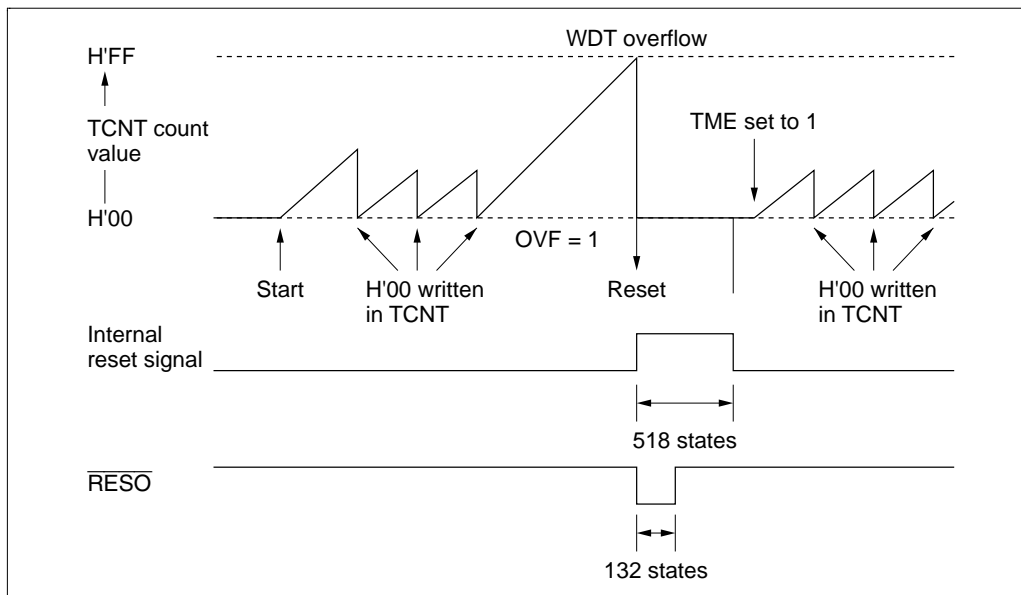 WDT overflow
H'FF
TCNT count
value
TME set to 1
H'00
OVF = 1
Start
H'00 written
in TCNT
Reset
H'00 written
in TCNT
Internal
reset signal
518 states
RESO
132 states